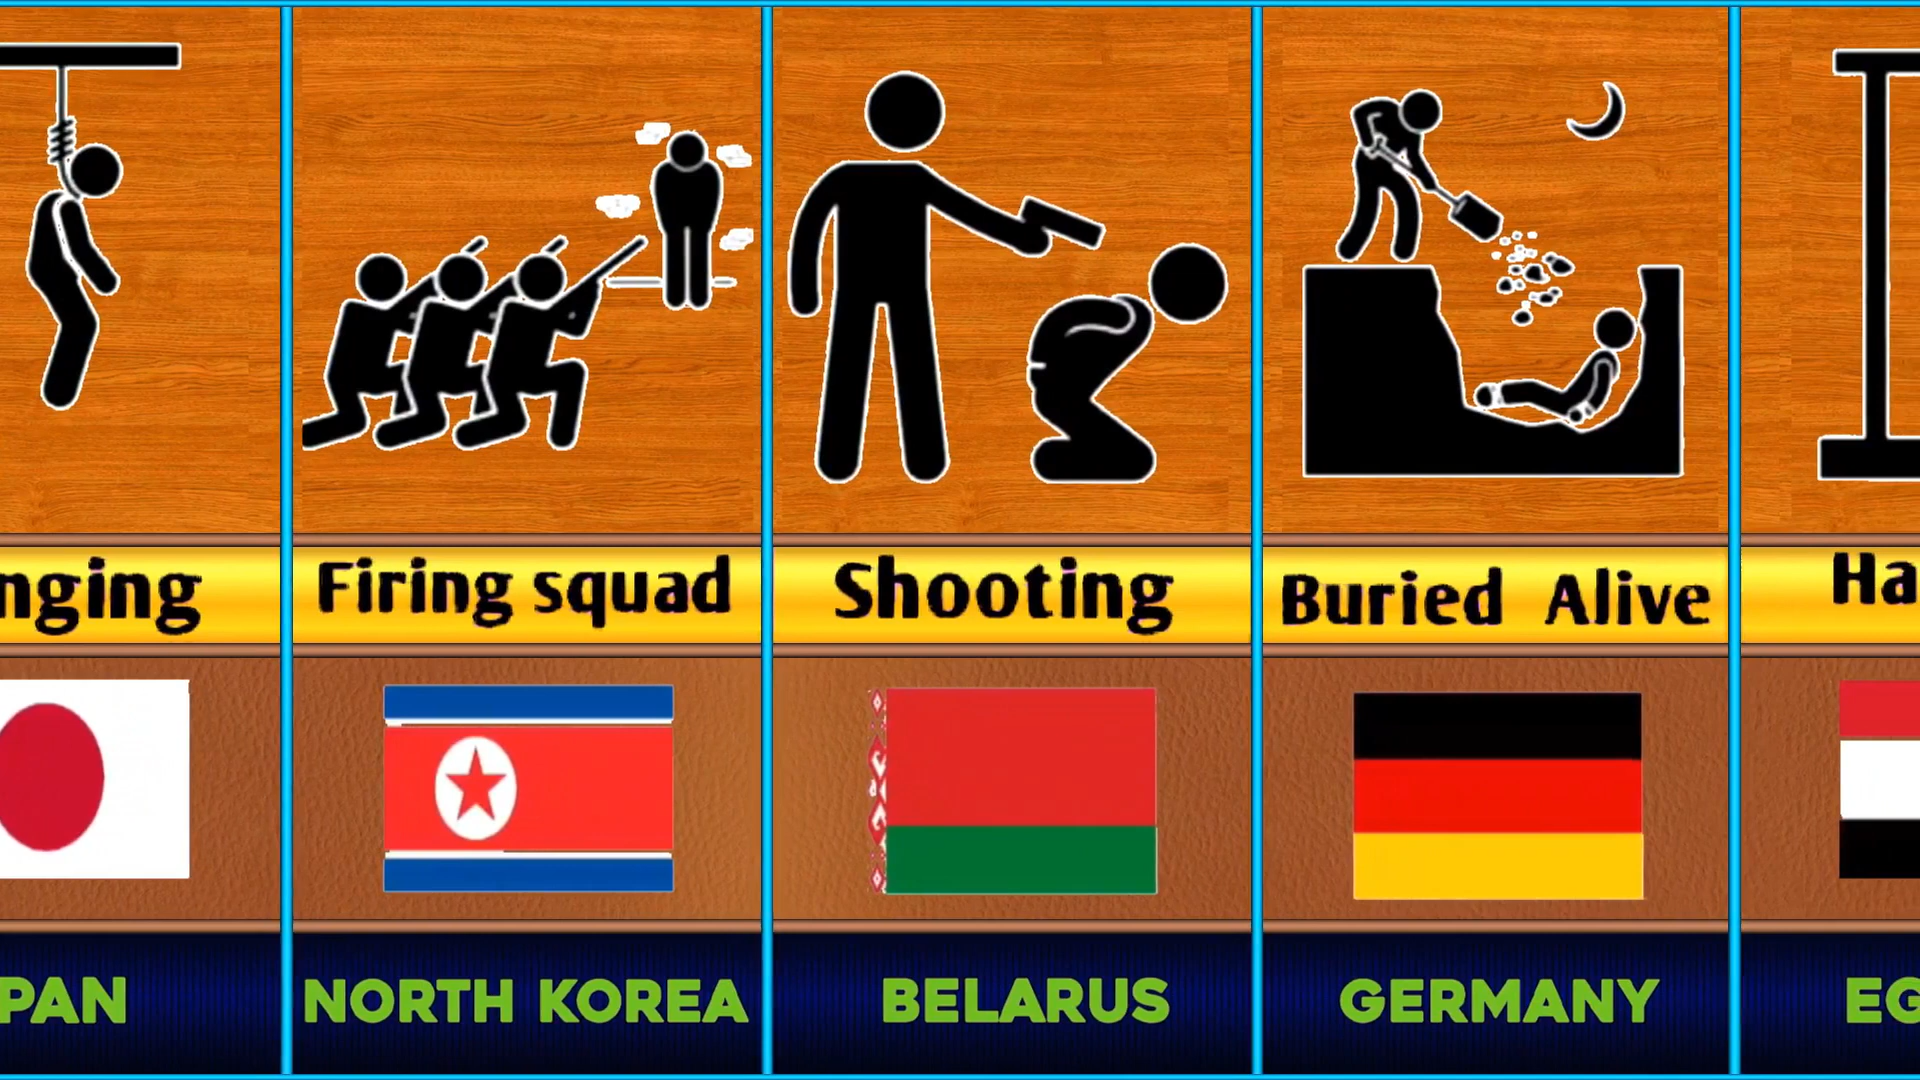 nging
Firing squad
Shooting
Buried Alive
Ha
PAN
NORTH KOREA
BELARUS
GERMANY
EG